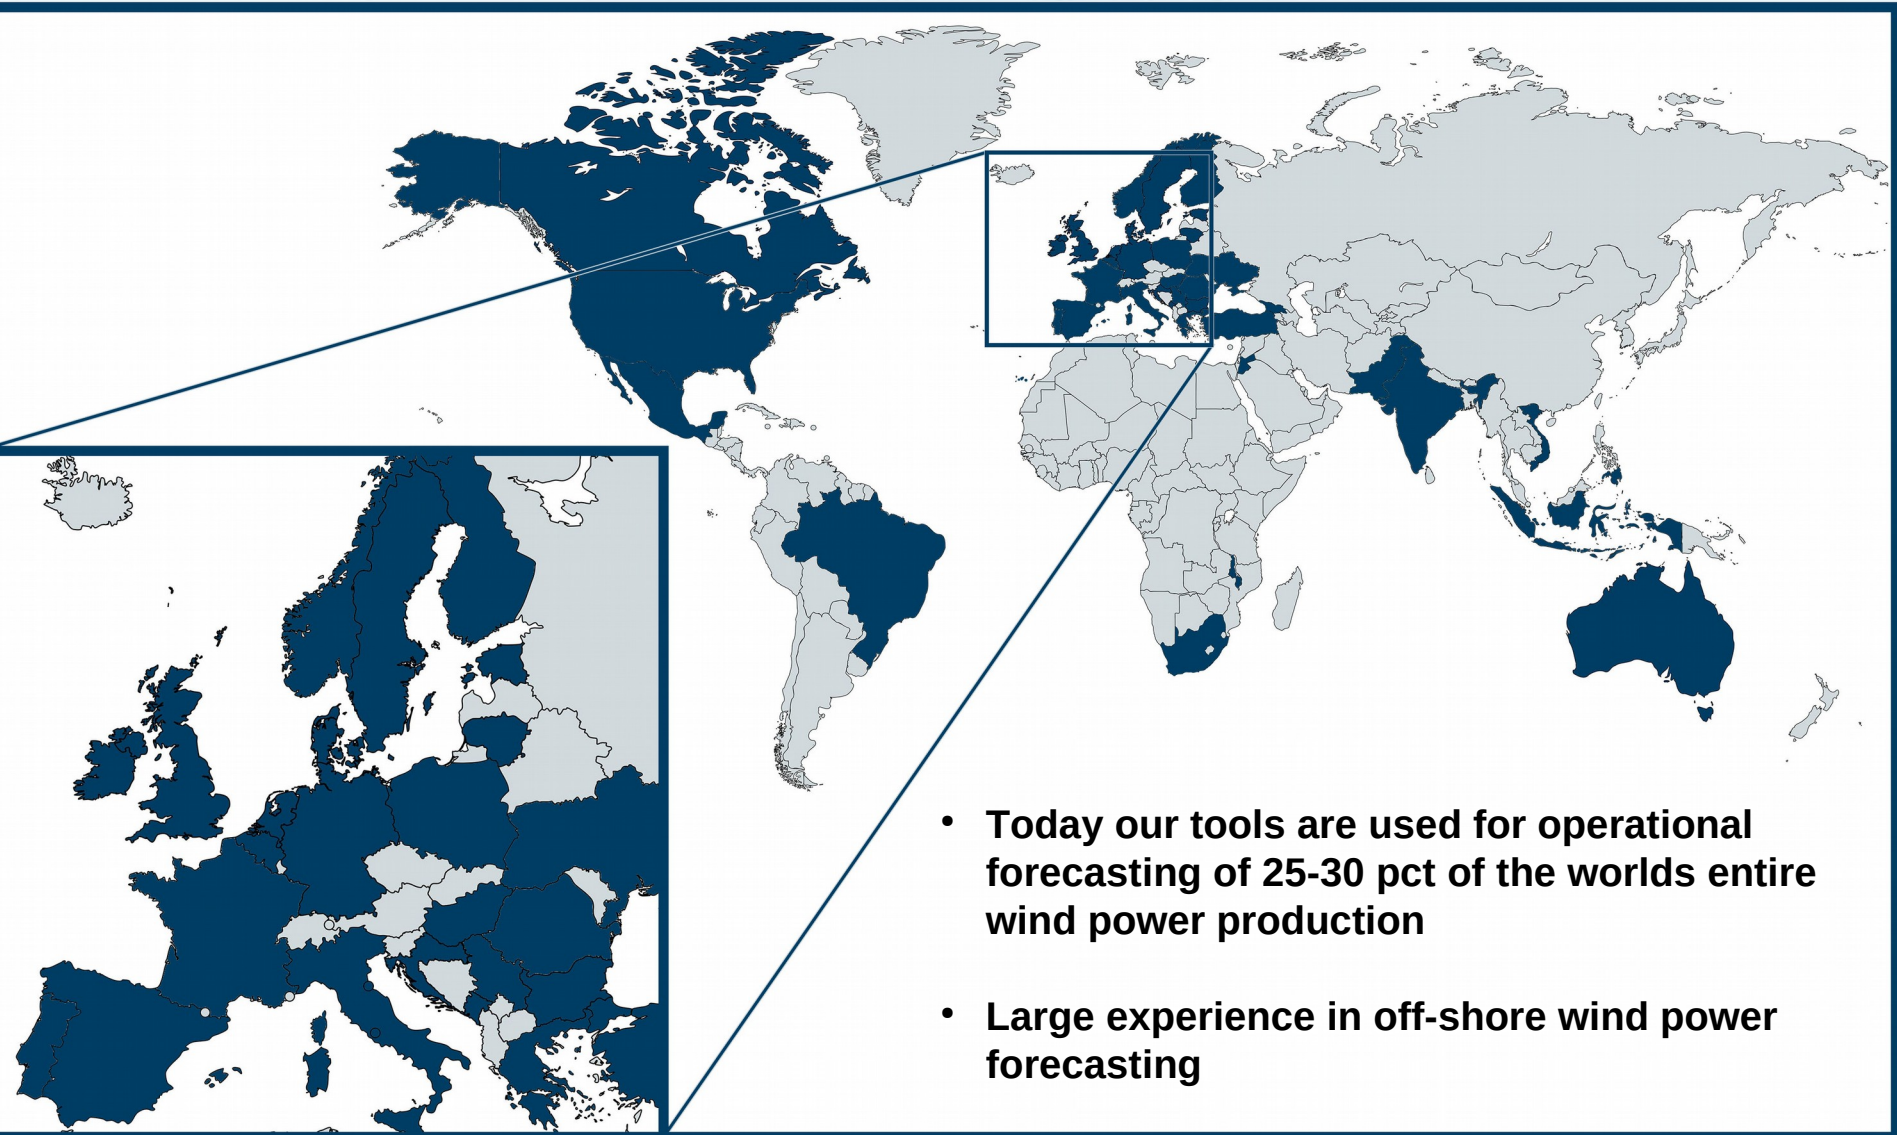 • Today our tools are used for operational
forecasting of 25-30 pct of the worlds entire
wind power production
• Large experience in off-shore wind power
forecasting